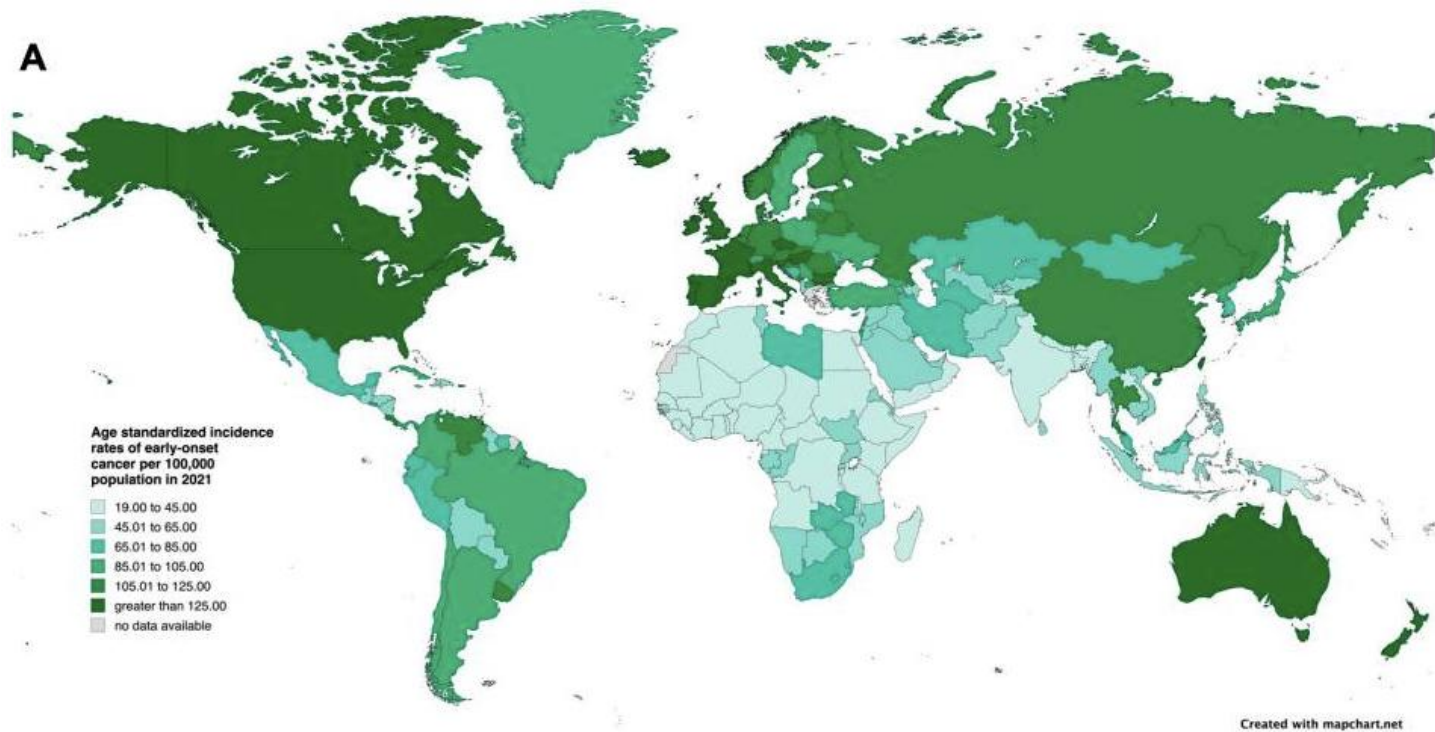 A
Age standardized incidence
rates of early-onset
cancer per 100,000
population in 2021
19.00 to 45.00
45.01 to 65.00
65.01 to 85.00
85.01 to 105.00
105.01 to 125.00
greater than 125.00
no data available
Created with mapchart.net